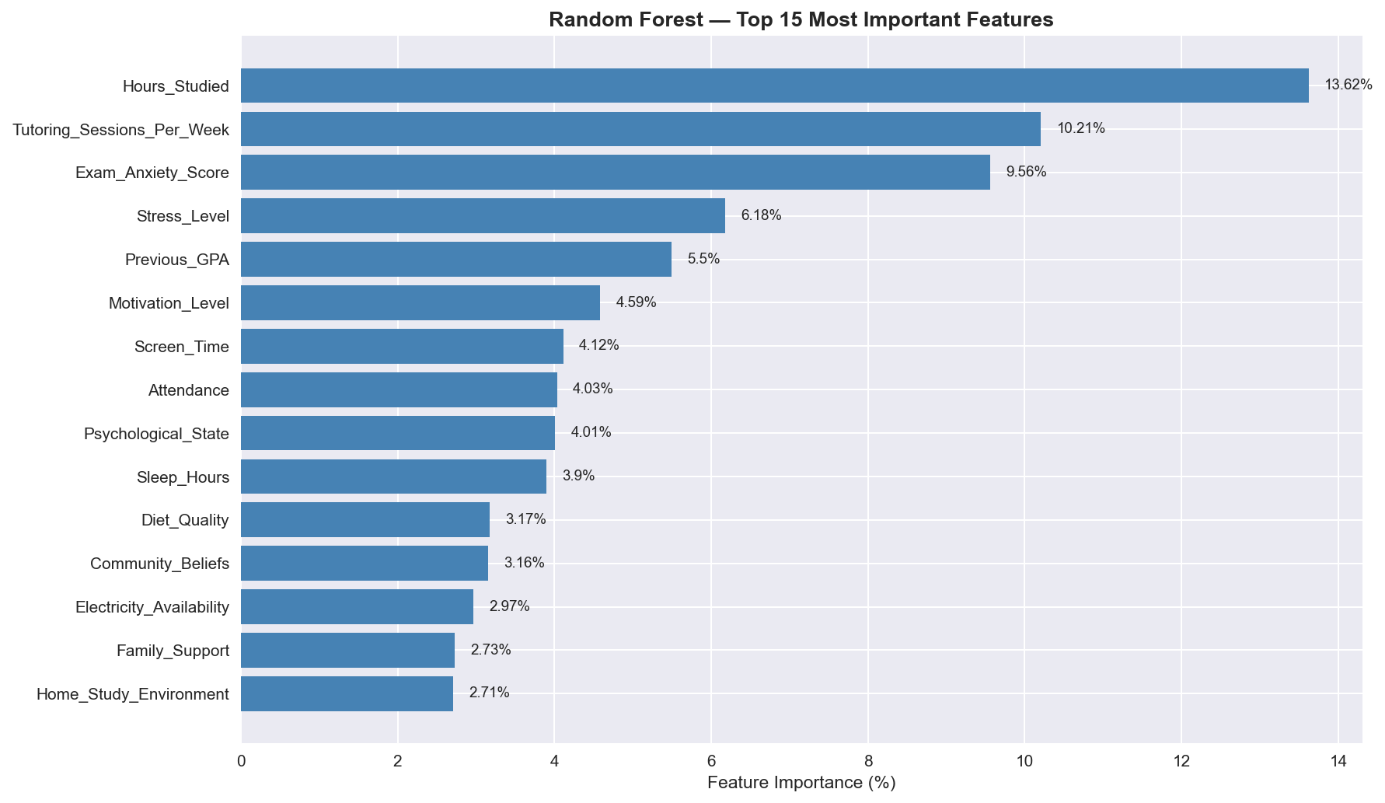 Random Forest — Top 15 Most Important Features
Hours_Studied 13.62%
Tutoring_Sessions_Per_Week 10.21%
Exam_Anxiety_Score 9.56%
Stress_Level 6.18%
Previous_GPA 5.5%
Motivation_Level 4.59%
Screen_Time 4.12%
Attendance 4.03%
Psychological_State 4.01%
Sleep_Hours 3.9%
Diet_Quality 3.17%
Community_Beliefs 3.16%
Electricity_Availability 2.97%
Family_Support 2.73%
Home_Study_Environment 2.71%
0 2 4 6 8 10 12 14
Feature Importance (%)